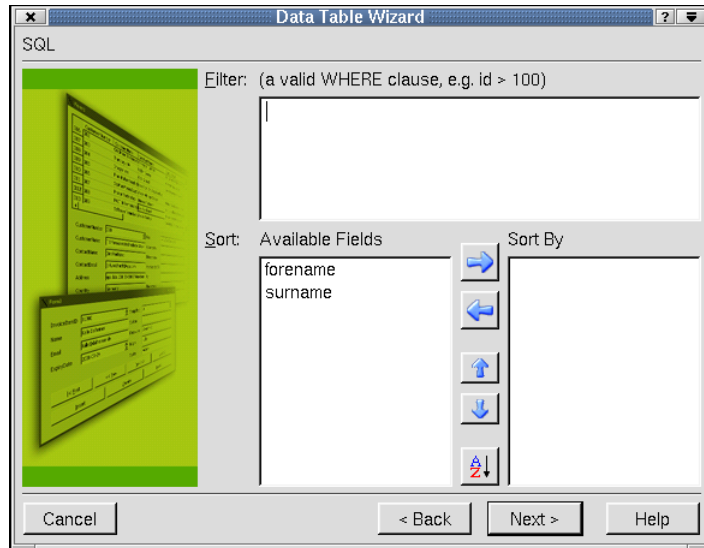 Data Table Wizard
SQL
Filter: (a valid WHERE clause, e.g. id > 100)
Sort: Available Fields Sort By
forename
surname
A
Z
Cancel < Back Next > Help